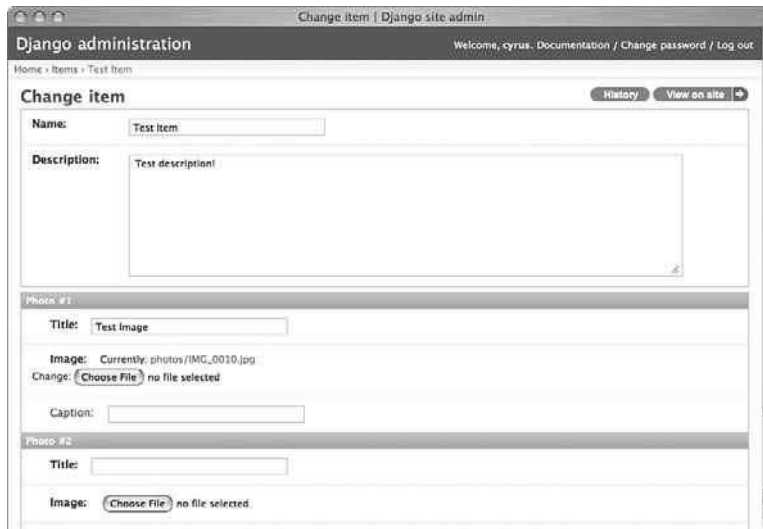 Change item | Django site admin
Django administration
Welcome, cyrus. Documentation / Change password / Log out
Home › Items › Test Item
Change item
History
View on site
Name:
Test Item
Description:
Test description!
Photo #1
Title:
Test Image
Image: Currently: photos/IMG_0010.jpg
Change: Choose File no file selected
Caption:
Photo #2
Title:
Image: Choose File no file selected